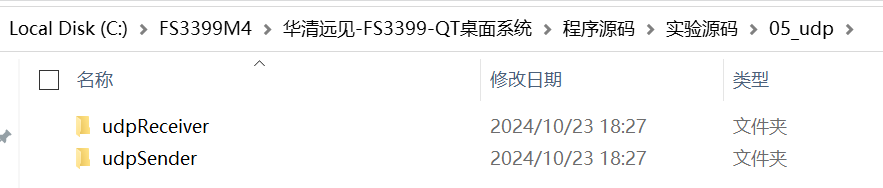 Local Disk (C:) > FS3399M4 > 华清远见-FS3399-QT桌面系统 > 程序源码 > 实验源码 > 05_udp >
名称 修改日期 类型
udpReceiver 2024/10/23 18:27 文件夹
udpSender 2024/10/23 18:27 文件夹